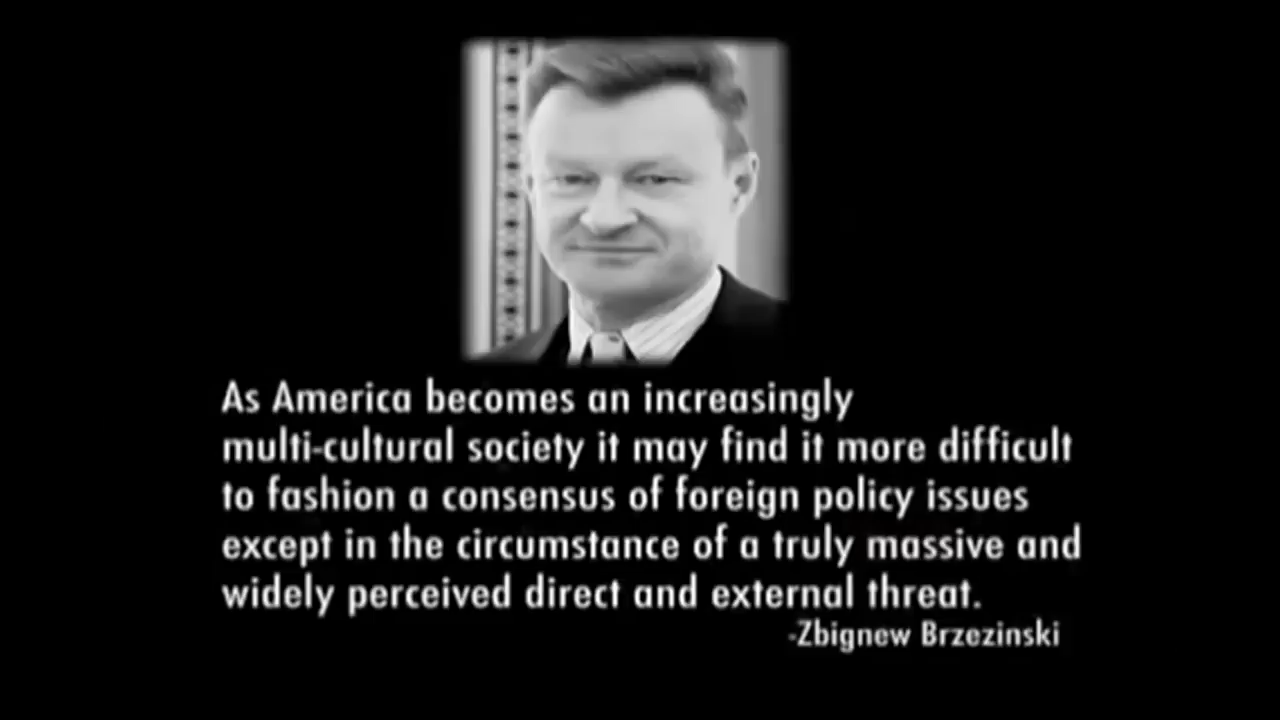 As America becomes an increasingly
multi-cultural society it may find it more difficult
to fashion a consensus of foreign policy issues
except in the circumstance of a truly massive and
widely perceived direct and external threat.
-Zbignew Brzezinski